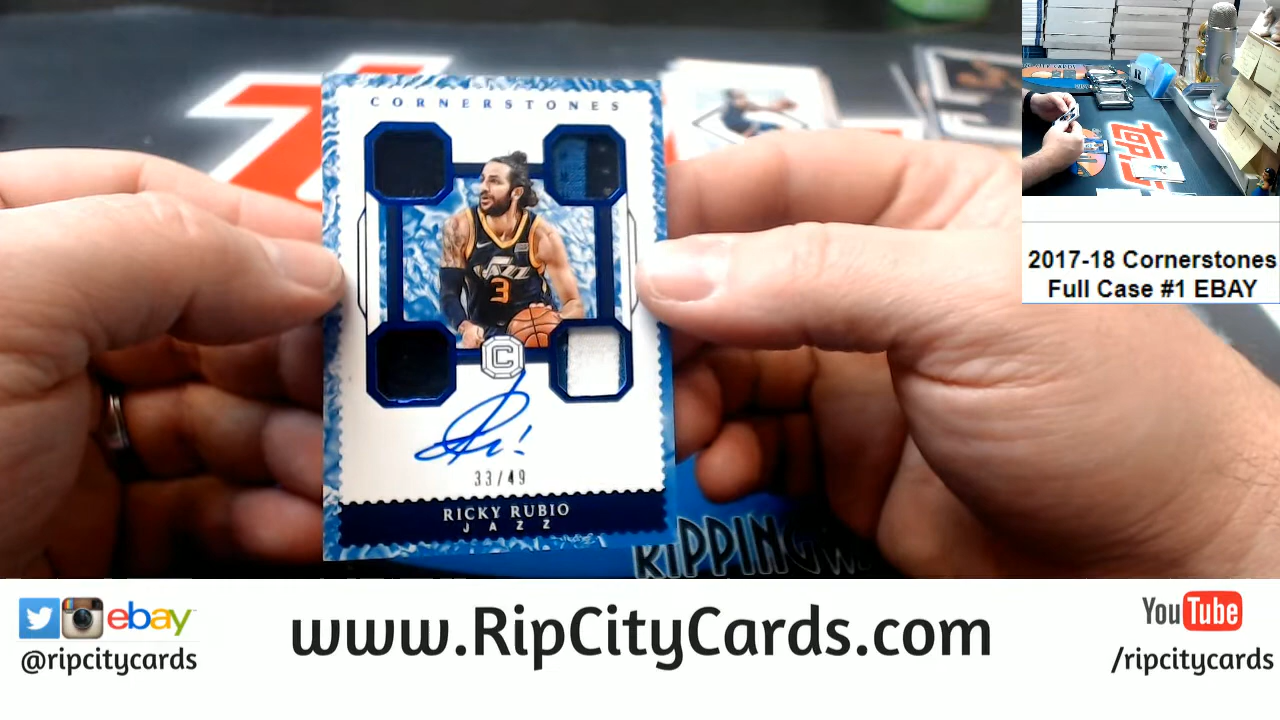 CORNERSTONES
JAZZ
3
C
33/49
RICKY RUBIO
JAZZ
RIPPING
2017-18 Cornerstones
Full Case #1 EBAY
ebay
@ripcitycards
www.RipCityCards.com
YouTube
/ripcitycards